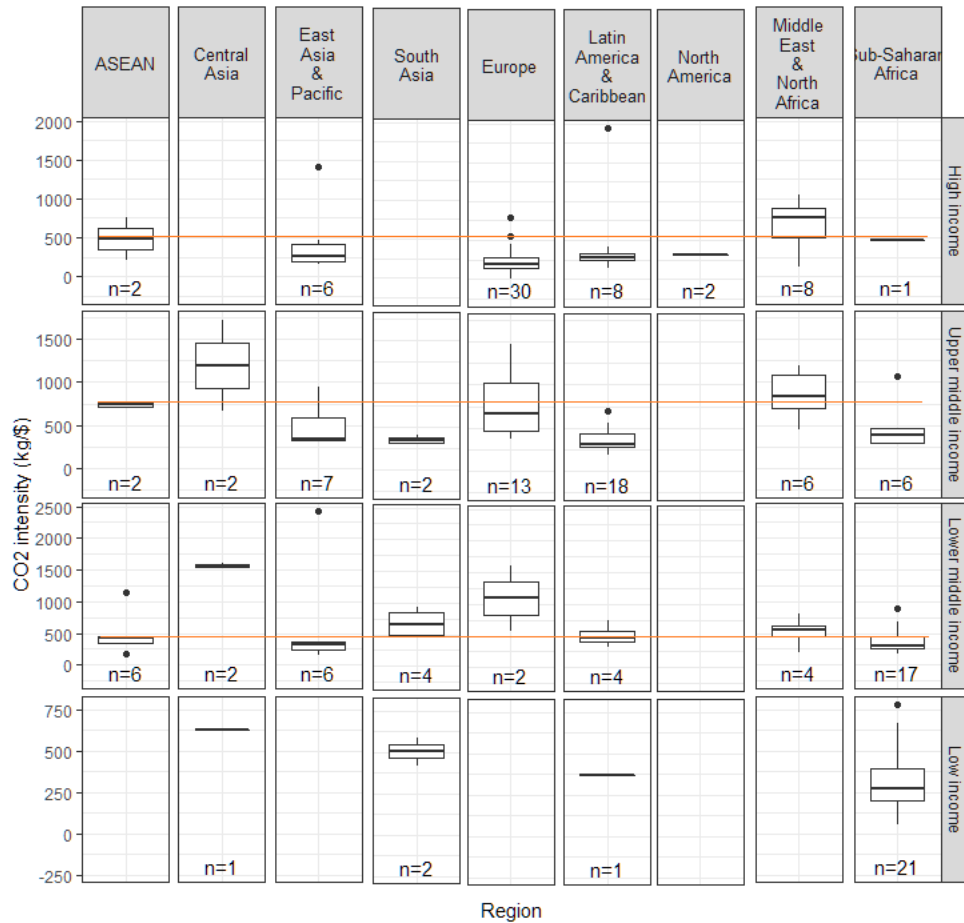 ASEAN
Central
Asia
East
Asia
&
Pacific
South
Asia
Europe
Latin
America
&
Caribbean
North
America
Middle
East
&
North
Africa
Sub-Saharan
Africa
2000
1500
1000
500
0
n=2
n=6
n=30
n=8
n=2
n=8
n=1
High income
1500
1000
500
0
n=2
n=2
n=7
n=2
n=13
n=18
n=6
n=6
Upper middle income
CO2 intensity (kg/$)
2500
2000
1500
1000
500
0
n=6
n=2
n=6
n=4
n=2
n=4
n=4
n=17
Lower middle income
750
500
250
0
-250
n=1
n=2
n=1
n=21
Low income
Region